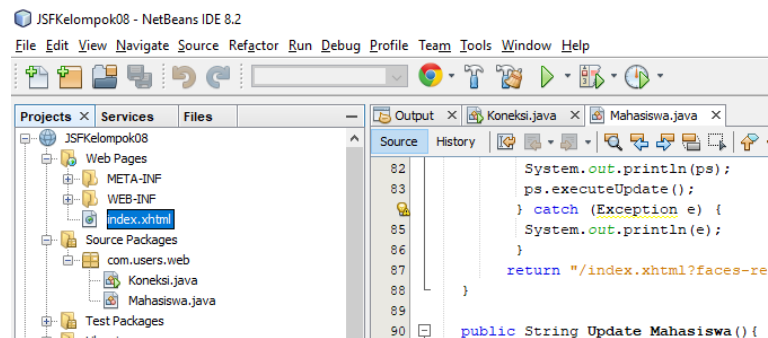 JSFKelompok08 - NetBeans IDE 8.2
File Edit View Navigate Source Refactor Run Debug Profile Team Tools Window Help
Projects Services Files
JSFKelompok08
Web Pages
META-INF
WEB-INF
index.xhtml
Source Packages
com.users.web
Koneksi.java
Mahasiswa.java
Test Packages
Output Koneksi.java Mahasiswa.java
Source History
82 System.out.println(ps);
83 ps.executeUpdate();
} catch (Exception e) {
85 System.out.println(e);
86 }
87 return "/index.xhtml?faces-re
88 }
89
90 public String Update Mahasiswa(){